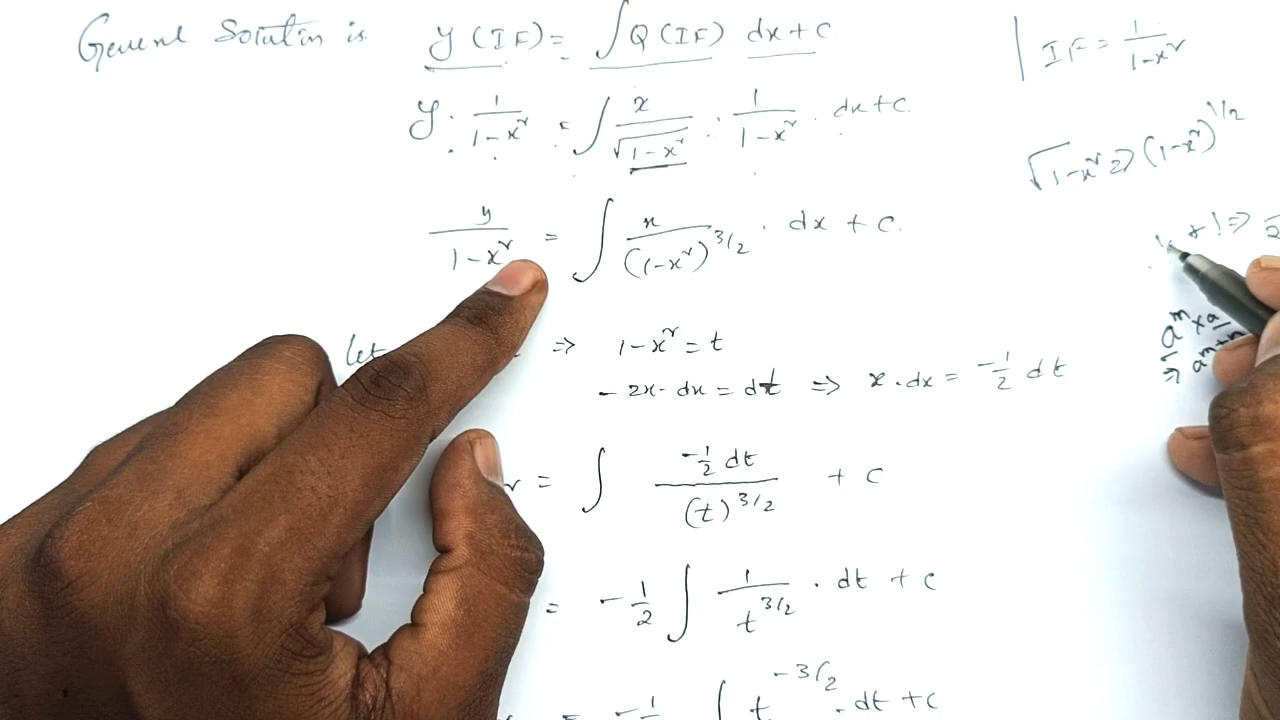 General Solution is y (IF) = ∫ Q (IF) dx + c
| IF = 1/(1-x²)
y · 1/(1-x²) = ∫ x/√(1-x²) · 1/(1-x²) · dx + c.
√(1-x²) => (1-x²)^(1/2)
y/(1-x²) = ∫ x/(1-x²)^(3/2) · dx + c.
let => 1-x² = t
- 2x · dx = dt => x · dx = -1/2 dt
= ∫ (-1/2 dt)/(t)^(3/2) + c
= -1/2 ∫ 1/t^(3/2) · dt + c
∫ t^(-3/2) · dt + c